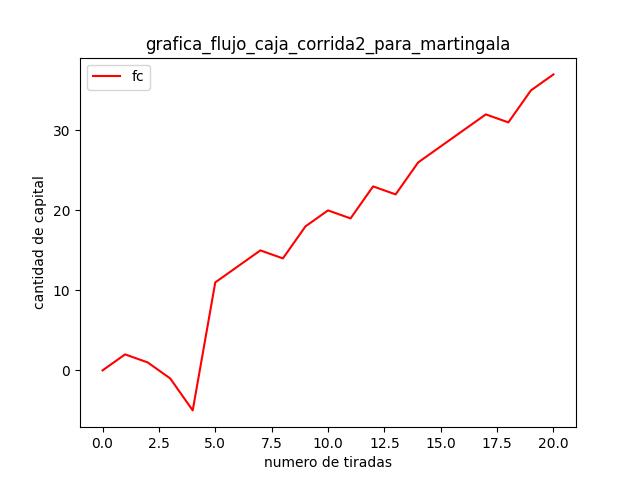 grafica_flujo_caja_corrida2_para_martingala
fc
30
20
10
0
cantidad de capital
0.0 2.5 5.0 7.5 10.0 12.5 15.0 17.5 20.0
numero de tiradas